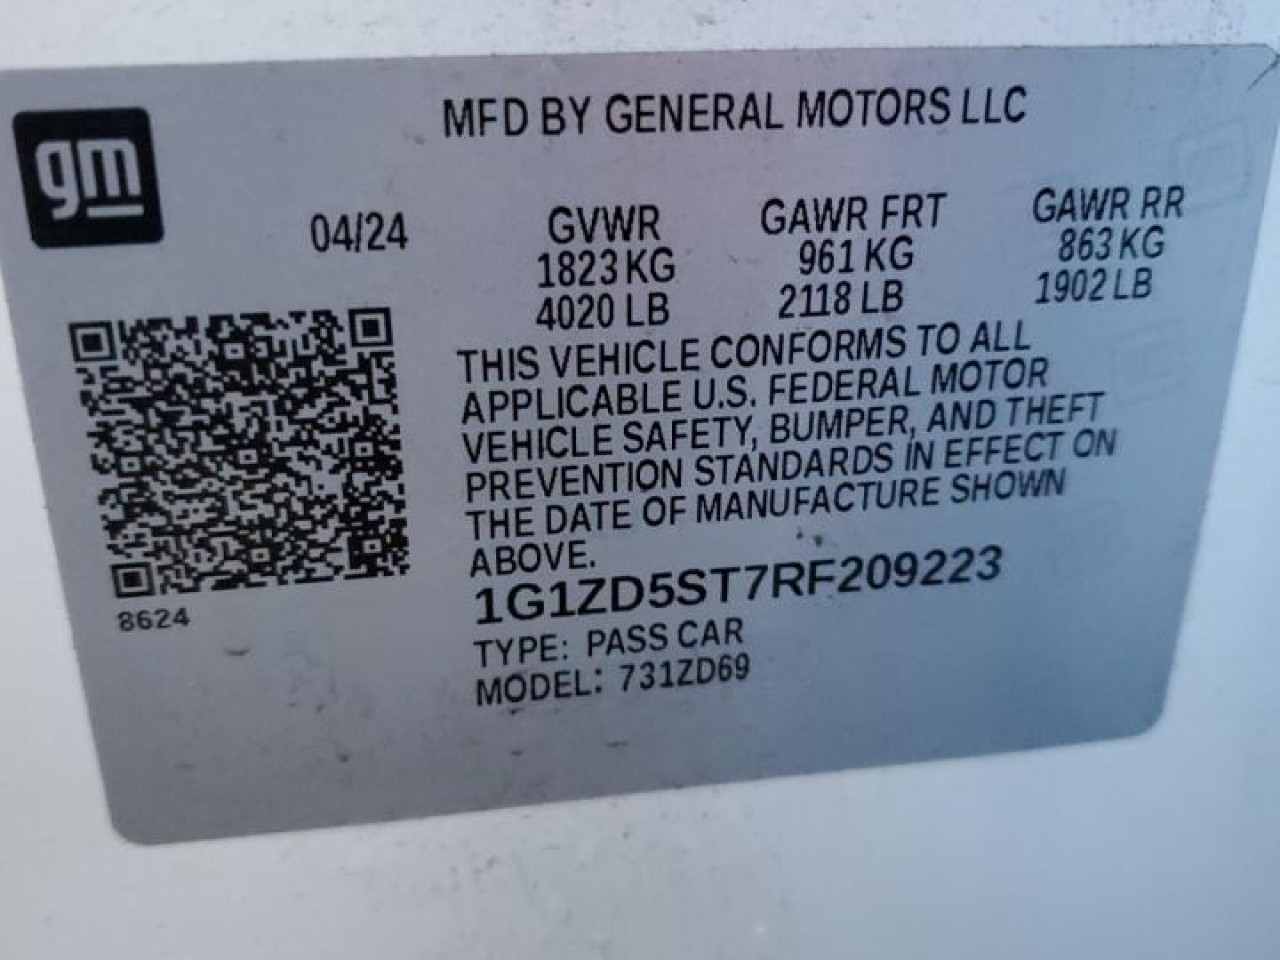 gm
MFD BY GENERAL MOTORS LLC
04/24
GVWR
1823 KG
4020 LB
GAWR FRT
961 KG
2118 LB
GAWR RR
863 KG
1902 LB
THIS VEHICLE CONFORMS TO ALL
APPLICABLE U.S. FEDERAL MOTOR
VEHICLE SAFETY, BUMPER, AND THEFT
PREVENTION STANDARDS IN EFFECT ON
THE DATE OF MANUFACTURE SHOWN
ABOVE.
1G1ZD5ST7RF209223
TYPE: PASS CAR
MODEL: 731ZD69
8624